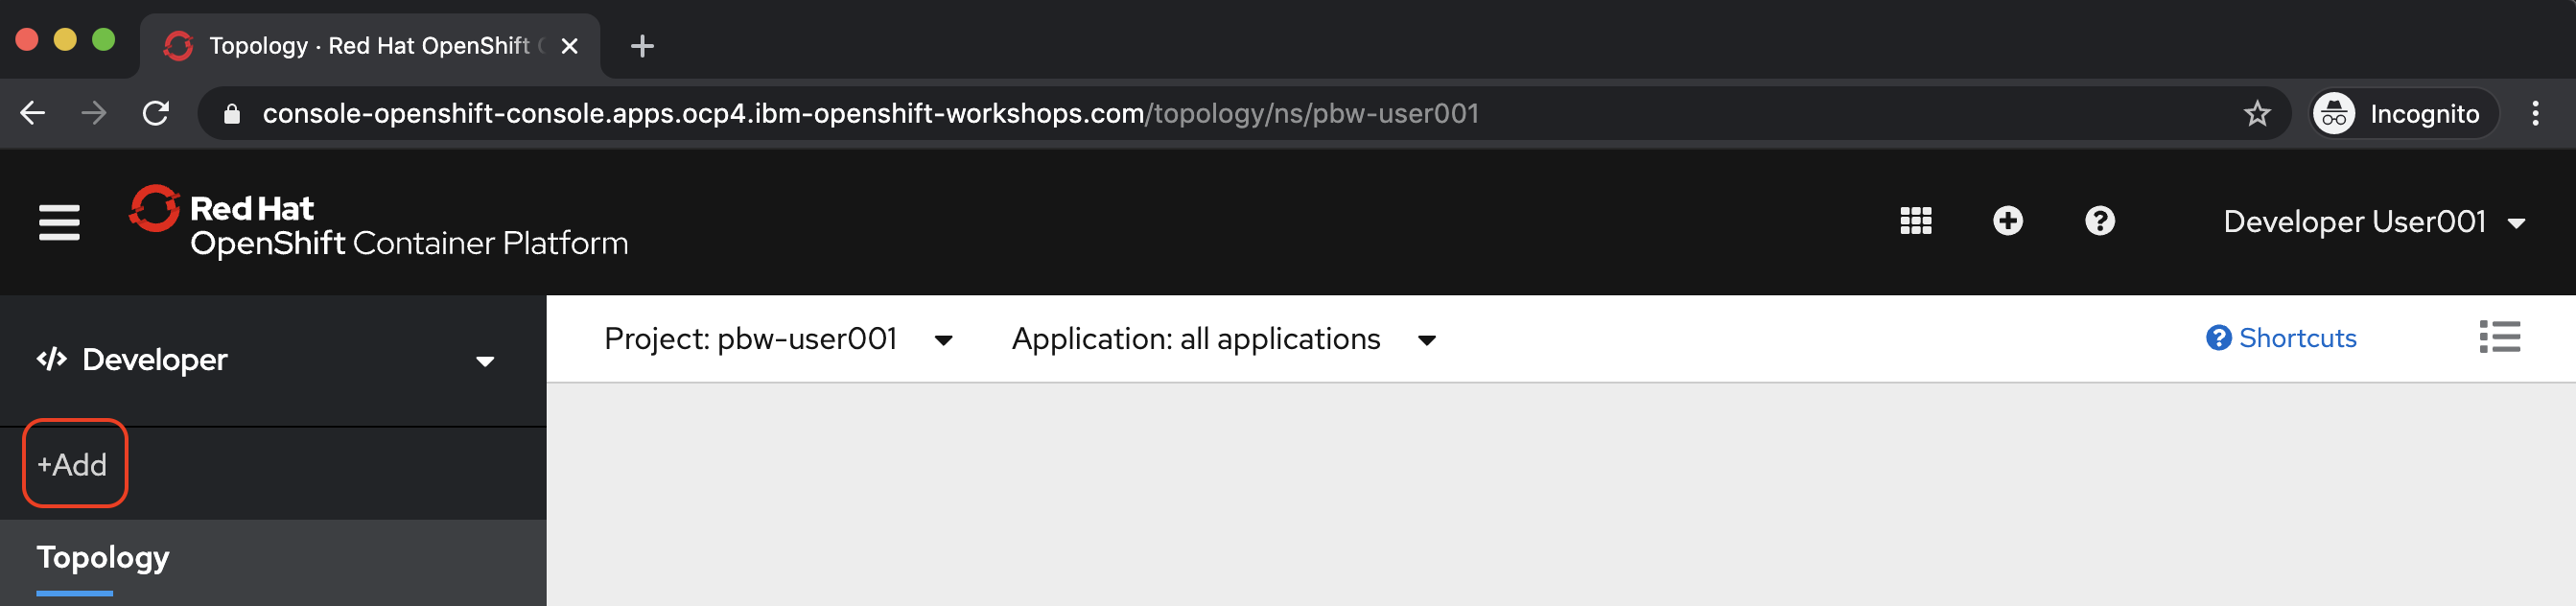 Topology · Red Hat OpenShift
console-openshift-console.apps.ocp4.ibm-openshift-workshops.com/topology/ns/pbw-user001
Incognito
Red Hat
OpenShift Container Platform
Developer User001
Developer
Project: pbw-user001
Application: all applications
Shortcuts
+Add
Topology